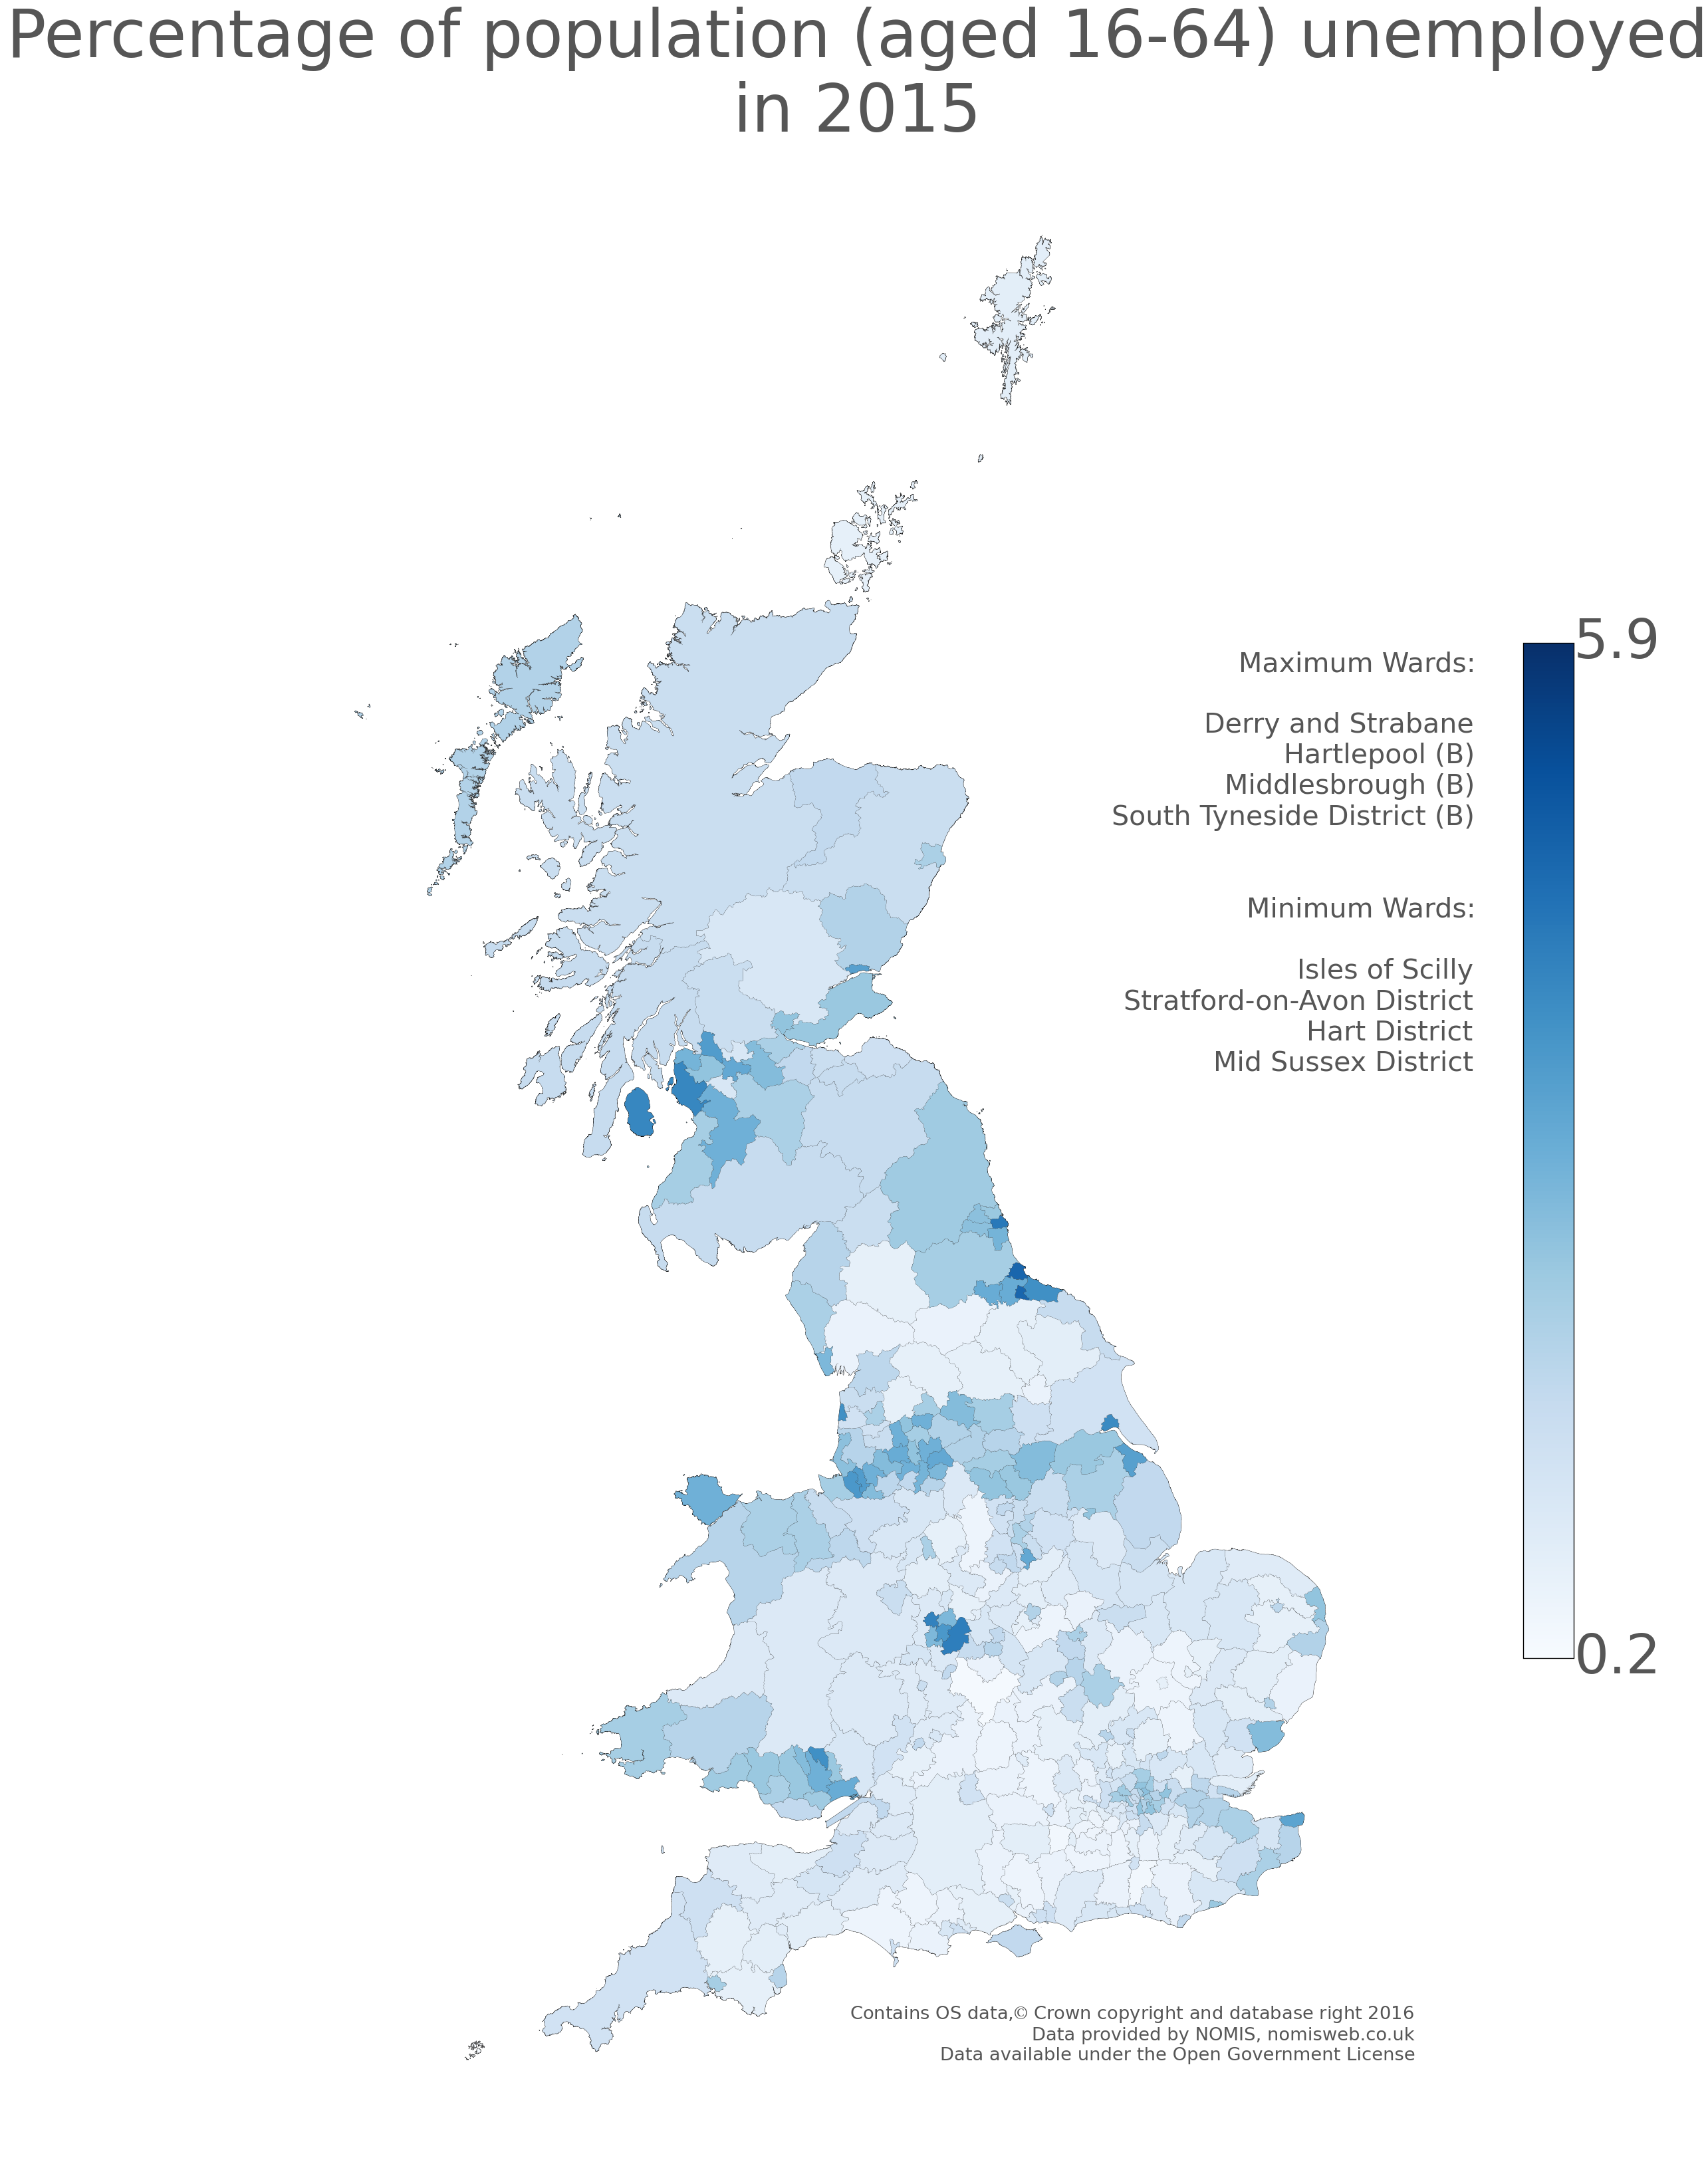 Percentage of population (aged 16-64) unemployed
in 2015
5.9
Maximum Wards:
Derry and Strabane
Hartlepool (B)
Middlesbrough (B)
South Tyneside District (B)
Minimum Wards:
Isles of Scilly
Stratford-on-Avon District
Hart District
Mid Sussex District
0.2
Contains OS data,© Crown copyright and database right 2016
Data provided by NOMIS, nomisweb.co.uk
Data available under the Open Government License